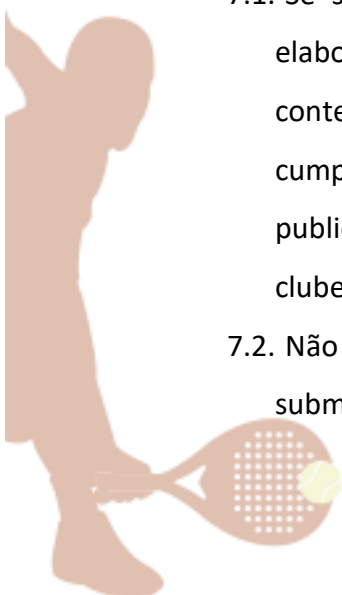 7.1. Se
elabo
conte
cump
public
clube
7.2. Não
subm